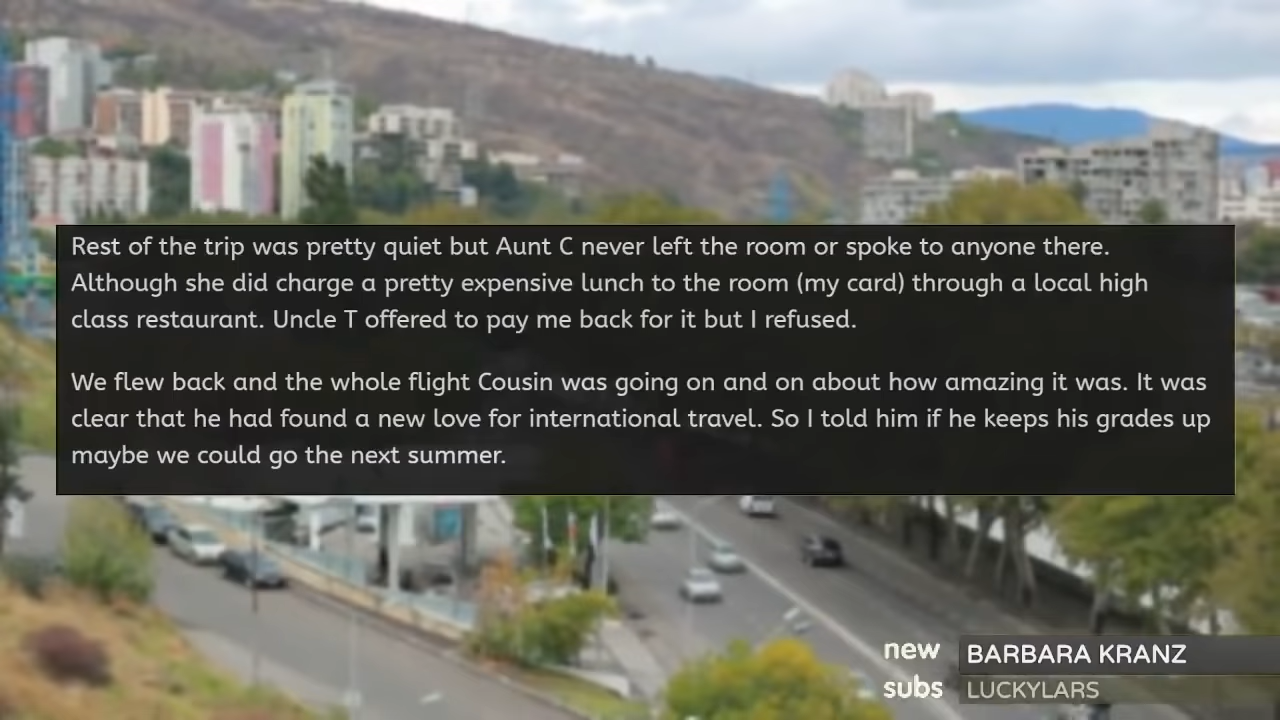 Rest of the trip was pretty quiet but Aunt C never left the room or spoke to anyone there.
Although she did charge a pretty expensive lunch to the room (my card) through a local high
class restaurant. Uncle T offered to pay me back for it but I refused.
We flew back and the whole flight Cousin was going on and on about how amazing it was. It was
clear that he had found a new love for international travel. So I told him if he keeps his grades up
maybe we could go the next summer.
new BARBARA KRANZ
subs LUCKYLARS